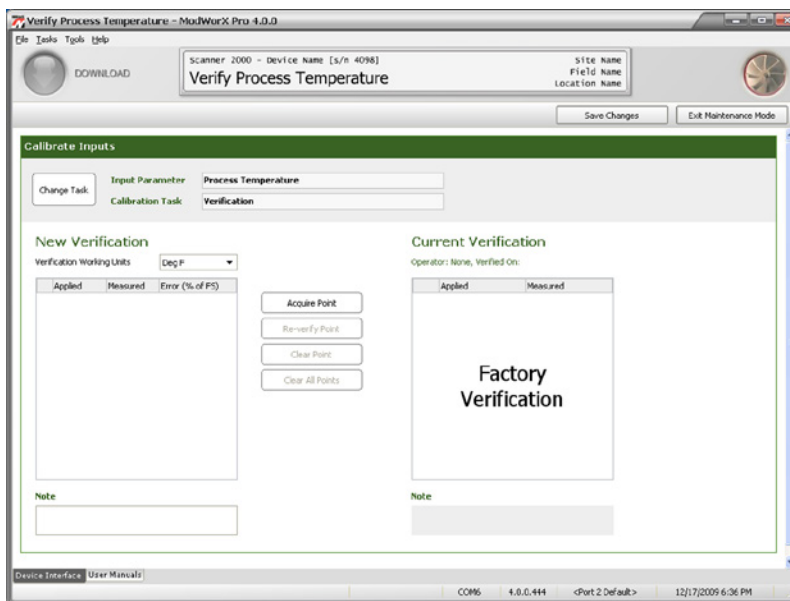 Verify Process Temperature - ModWorX Pro 4.0.0
File Tasks Tools Help
DOWNLOAD
Scanner 2000 - Device Name [s/n 4098]
Verify Process Temperature
Site Name
Field Name
Location Name
Save Changes
Exit Maintenance Mode
Calibrate Inputs
Change Task
Input Parameter
Process Temperature
Calibration Task
Verification
New Verification
Verification Working Units
Deg F
Applied Measured Error (% of FS)
Acquire Point
Re-verify Point
Clear Point
Clear All Points
Note
Current Verification
Operator: None, Verified On:
Applied Measured
Factory
Verification
Note
Device Interface User Manuals
COM6 4.0.0.444 <Port 2 Default> 12/17/2009 6:36 PM